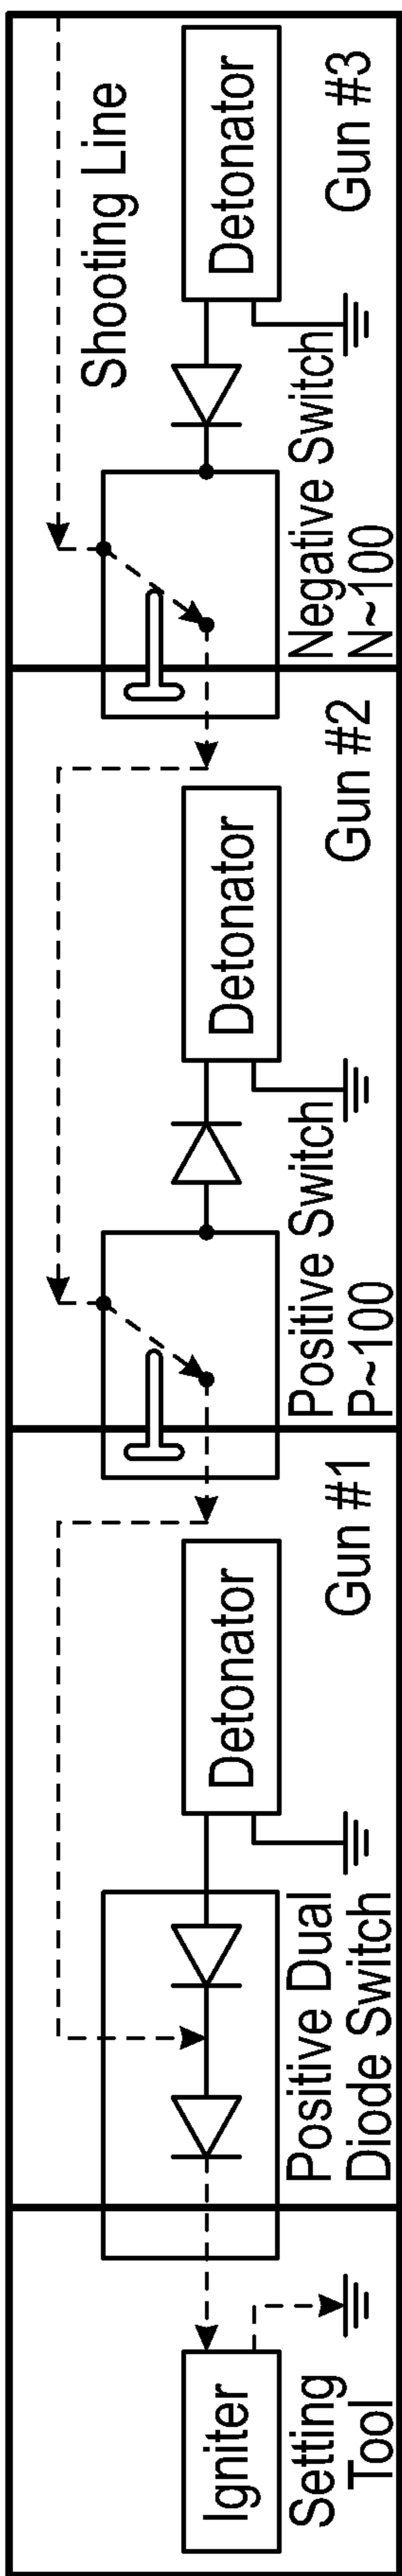 Shooting Line
Detonator
Gun #3
Negative Switch
N~100
Detonator
Gun #2
Positive Switch
P~100
Detonator
Gun #1
Positive Dual
Diode Switch
Igniter
Setting
Tool